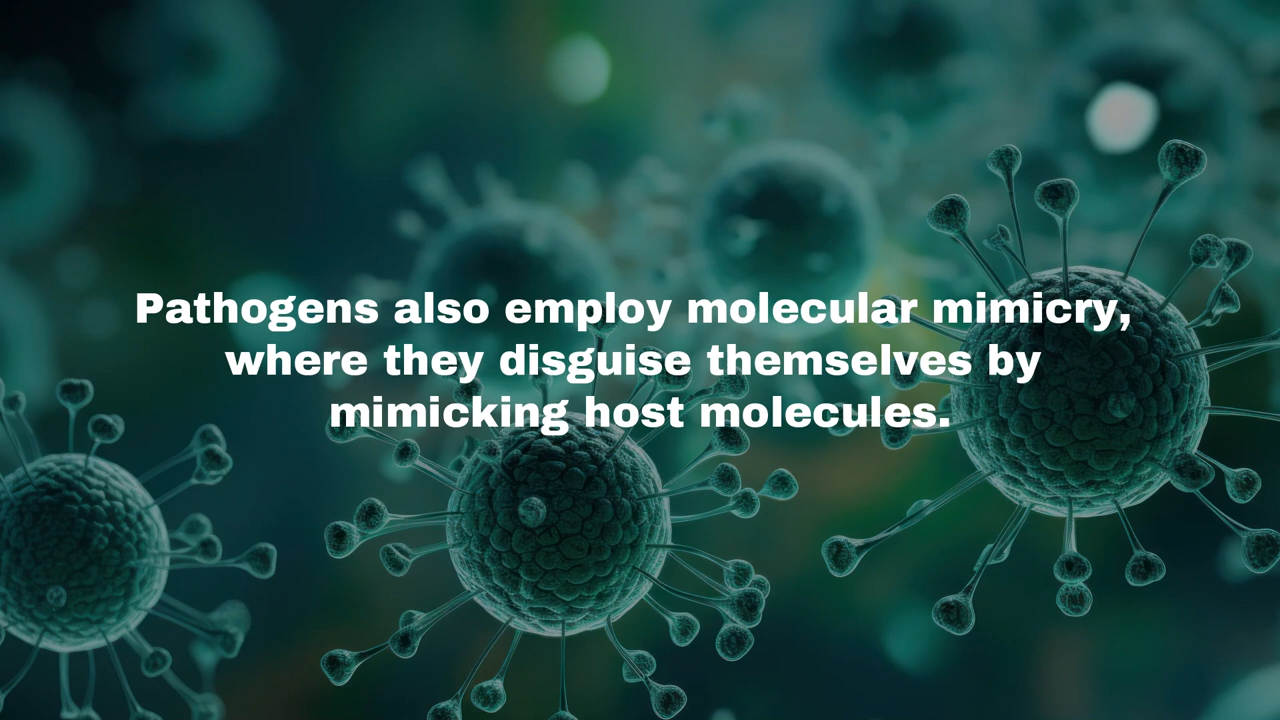 Pathogens also employ molecular mimicry,
where they disguise themselves by
mimicking host molecules.